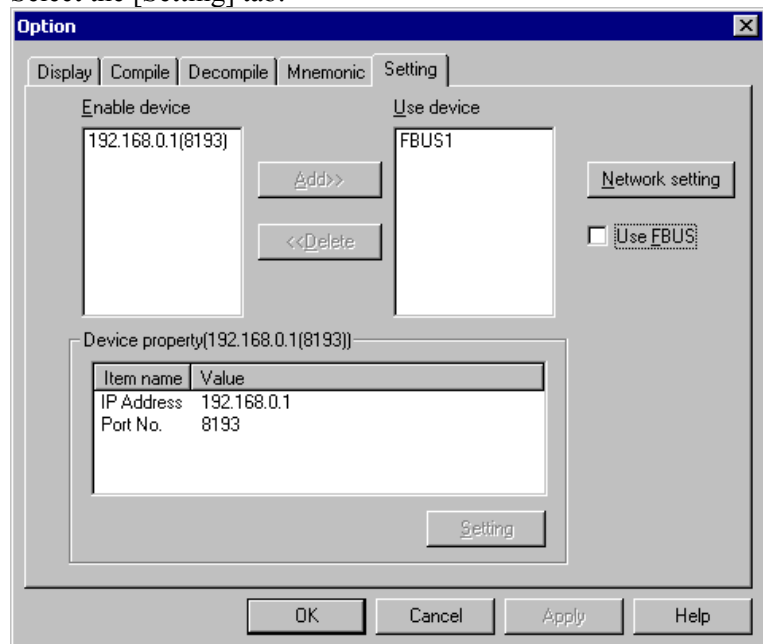 Select the [Setting] tab.
Option
Display Compile Decompile Mnemonic Setting
Enable device Use device
192.168.0.1(8193) FBUS1
Add>> Network setting
<<Delete Use FBUS
Device property(192.168.0.1(8193))
Item name Value
IP Address 192.168.0.1
Port No. 8193
Setting
OK Cancel Apply Help